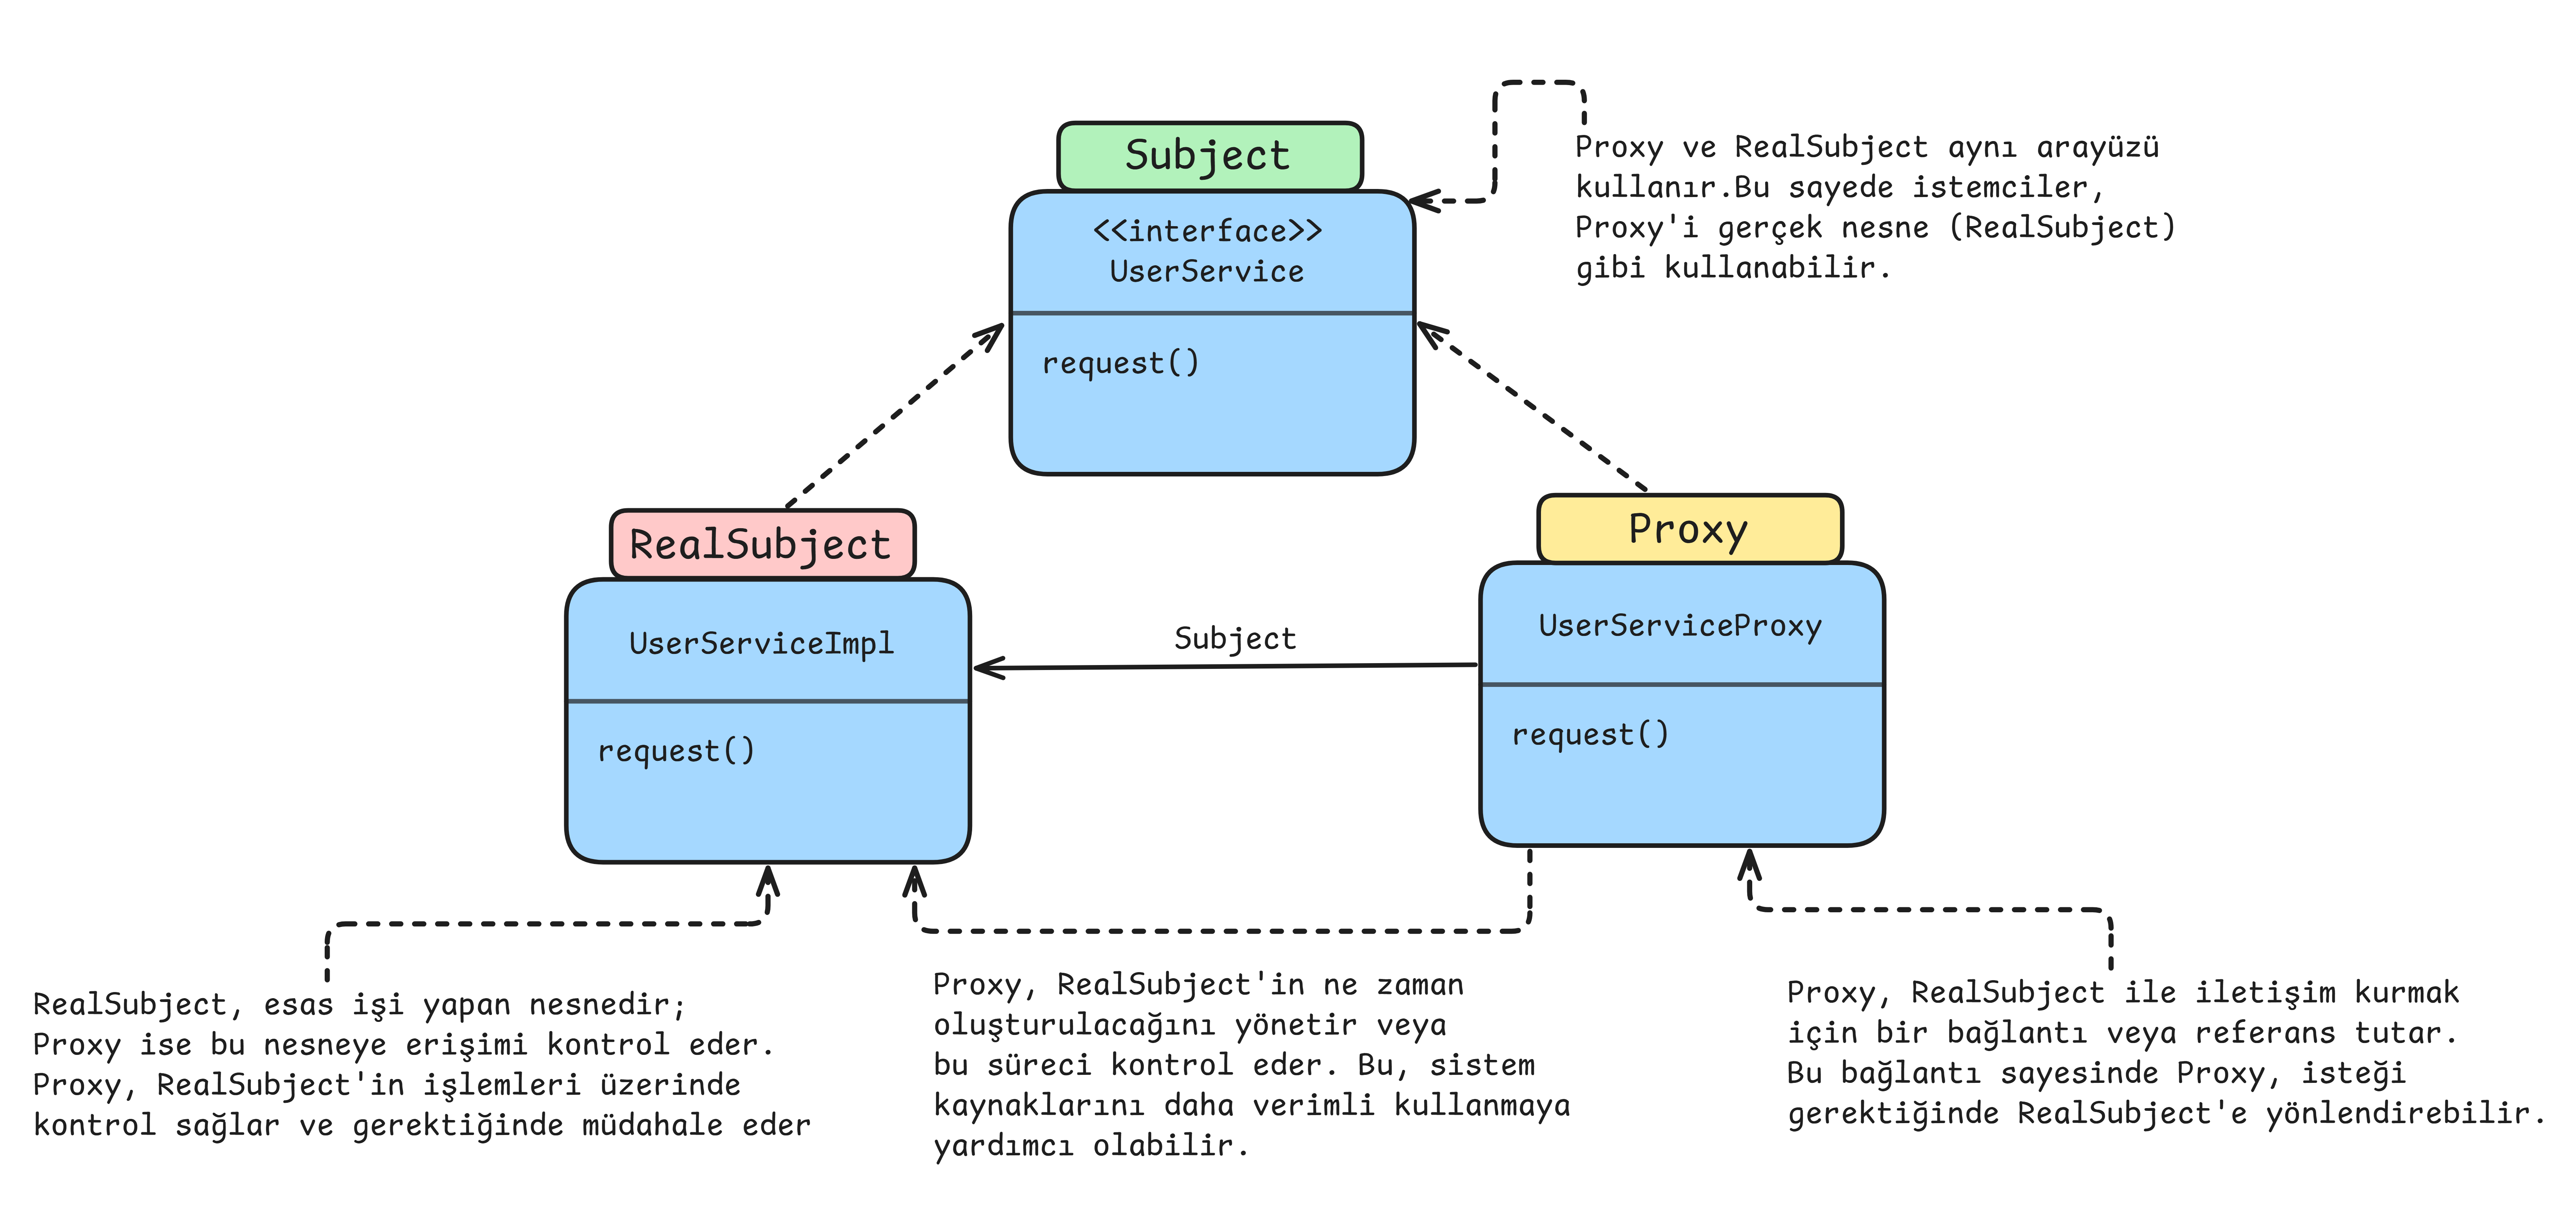 Subject
<<interface>>
UserService
request()
Proxy ve RealSubject aynı arayüzü
kullanır.Bu sayede istemciler,
Proxy'i gerçek nesne (RealSubject)
gibi kullanabilir.
RealSubject
UserServiceImpl
request()
Subject
Proxy
UserServiceProxy
request()
RealSubject, esas işi yapan nesnedir;
Proxy ise bu nesneye erişimi kontrol eder.
Proxy, RealSubject'in işlemleri üzerinde
kontrol sağlar ve gerektiğinde müdahale eder
Proxy, RealSubject'in ne zaman
oluşturulacağını yönetir veya
bu süreci kontrol eder. Bu, sistem
kaynaklarını daha verimli kullanmaya
yardımcı olabilir.
Proxy, RealSubject ile iletişim kurmak
için bir bağlantı veya referans tutar.
Bu bağlantı sayesinde Proxy, isteği
gerektiğinde RealSubject'e yönlendirebilir.